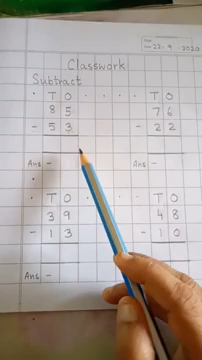 Date 22-9-2020
Classwork
Subtract
T O T O
8 5 7 6
- 5 3 - 2 2
Ans - Ans -
T O T O
3 9 4 8
- 1 3 - 1 0
Ans -